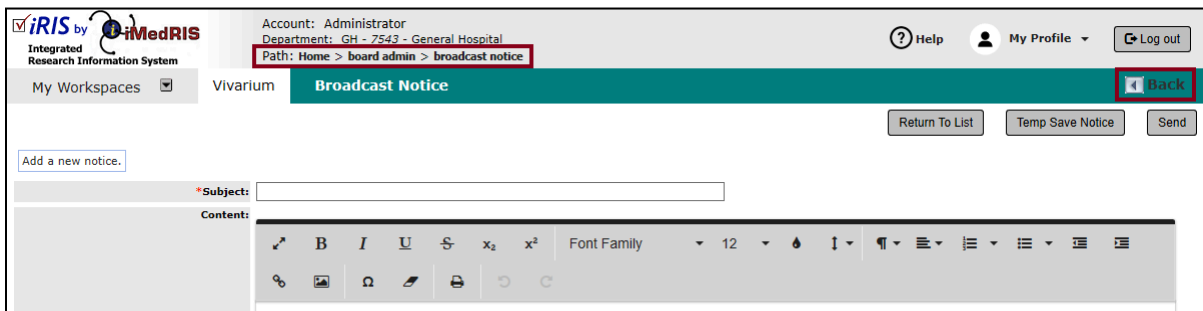 iRIS by iMedRIS
Integrated
Research Information System
Account: Administrator
Department: GH - 7543 - General Hospital
Path: Home > board admin > broadcast notice
? Help
My Profile
Log out
My Workspaces
Vivarium
Broadcast Notice
Back
Return To List
Temp Save Notice
Send
Add a new notice.
*Subject:
Content:
B I U S x₂ x² Font Family 12 ¶
Ω